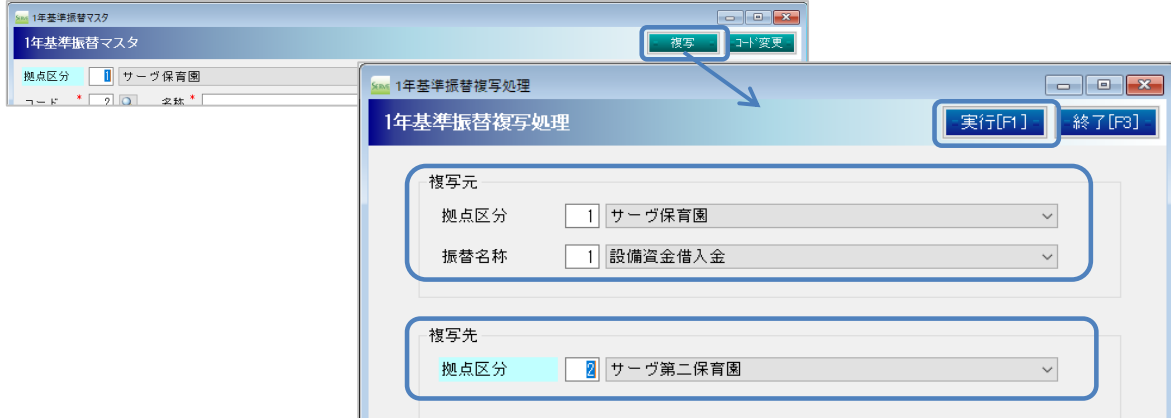 1年基準振替マスタ
1年基準振替マスタ
複写
コード変更
拠点区分 1 サーヴ保育園
コード * 2 名称 *
1年基準振替複写処理
1年基準振替複写処理
実行[F1]
終了[F3]
複写元
拠点区分 1 サーヴ保育園
振替名称 1 設備資金借入金
複写先
拠点区分 2 サーヴ第二保育園